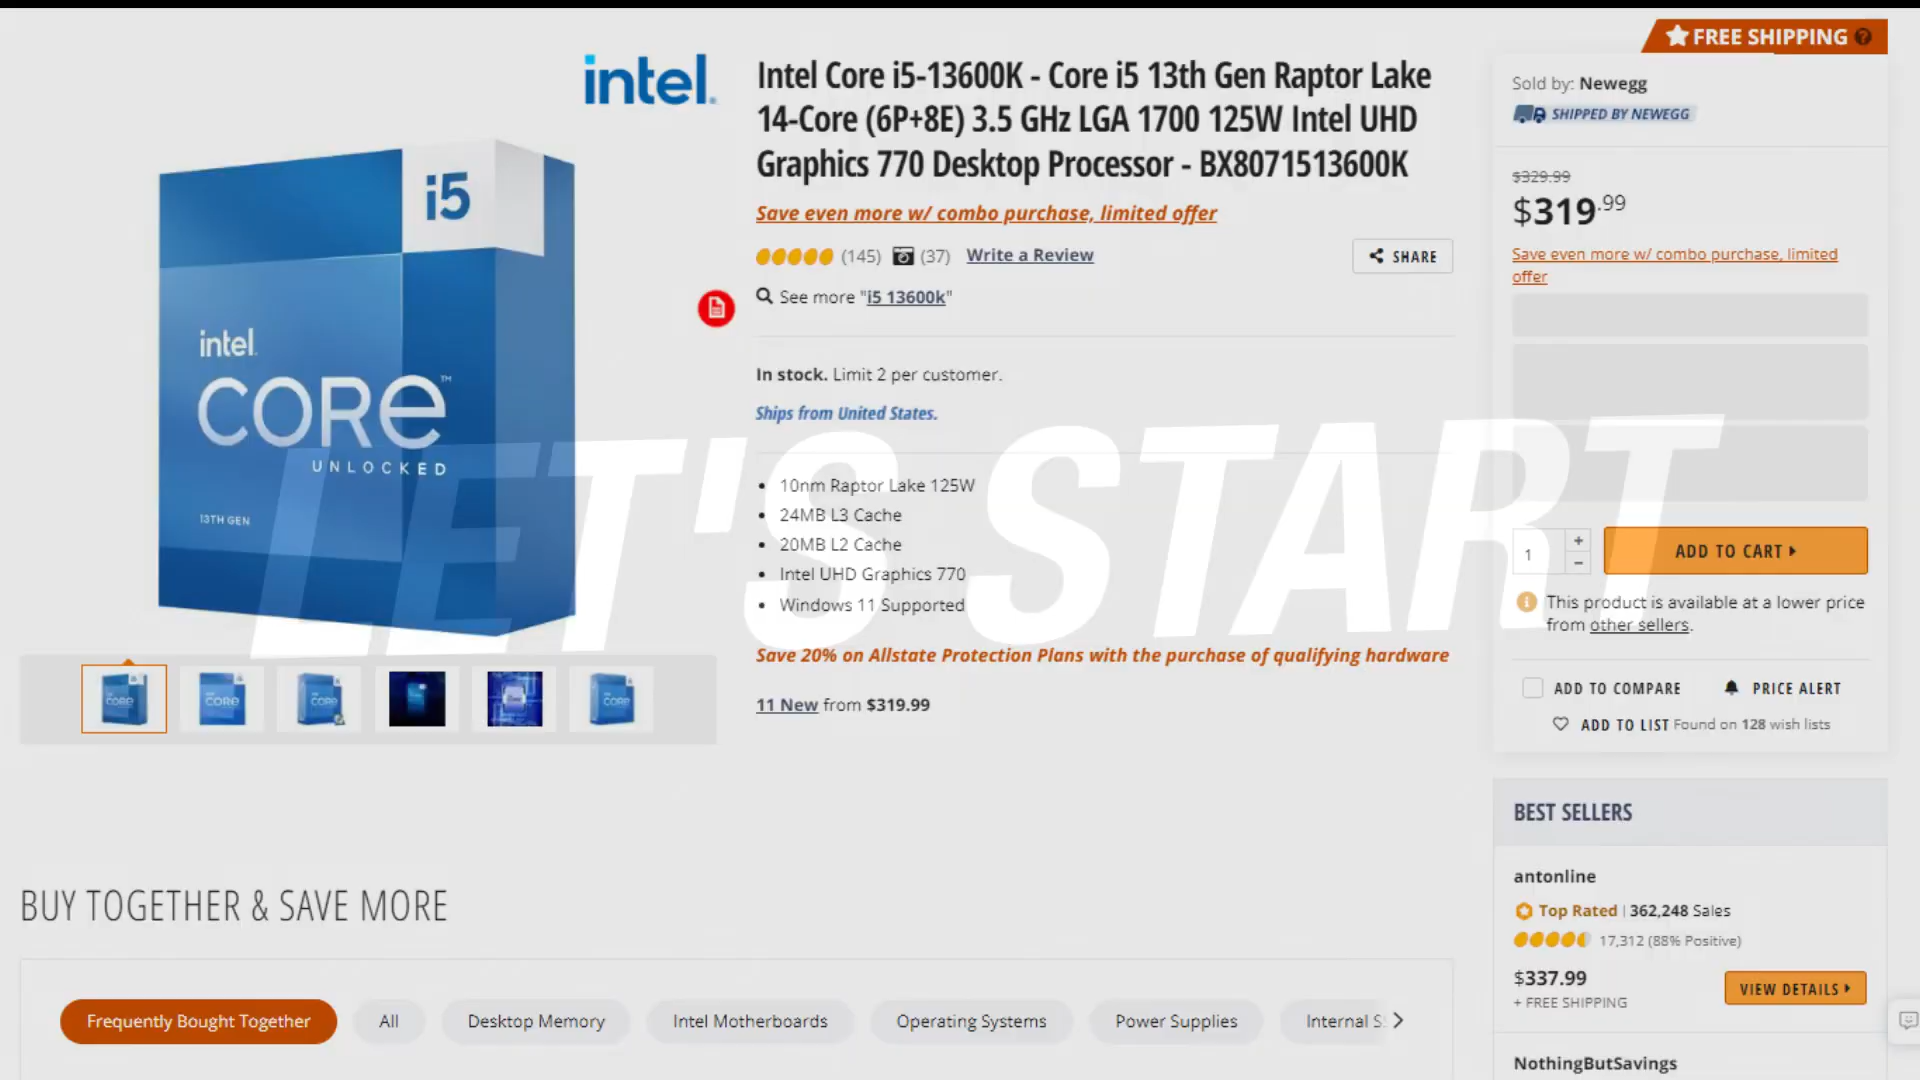 FREE SHIPPING
intel.
i5
intel.
CORE™
UNLOCKED
13TH GEN
Intel Core i5-13600K - Core i5 13th Gen Raptor Lake
14-Core (6P+8E) 3.5 GHz LGA 1700 125W Intel UHD
Graphics 770 Desktop Processor - BX8071513600K
Save even more w/ combo purchase, limited offer
(145) (37) Write a Review
SHARE
See more "i5 13600k"
In stock. Limit 2 per customer.
Ships from United States.
• 10nm Raptor Lake 125W
• 24MB L3 Cache
• 20MB L2 Cache
• Intel UHD Graphics 770
• Windows 11 Supported
LET'S START
Save 20% on Allstate Protection Plans with the purchase of qualifying hardware
11 New from $319.99
Sold by: Newegg
SHIPPED BY NEWEGG
$329.99
$319.99
Save even more w/ combo purchase, limited
offer
1
+
−
ADD TO CART
This product is available at a lower price
from other sellers.
ADD TO COMPARE
PRICE ALERT
ADD TO LIST Found on 128 wish lists
BEST SELLERS
antonline
Top Rated | 362,248 Sales
17,312 (88% Positive)
$337.99
+ FREE SHIPPING
VIEW DETAILS
NothingButSavings
BUY TOGETHER & SAVE MORE
Frequently Bought Together
All
Desktop Memory
Intel Motherboards
Operating Systems
Power Supplies
Internal S